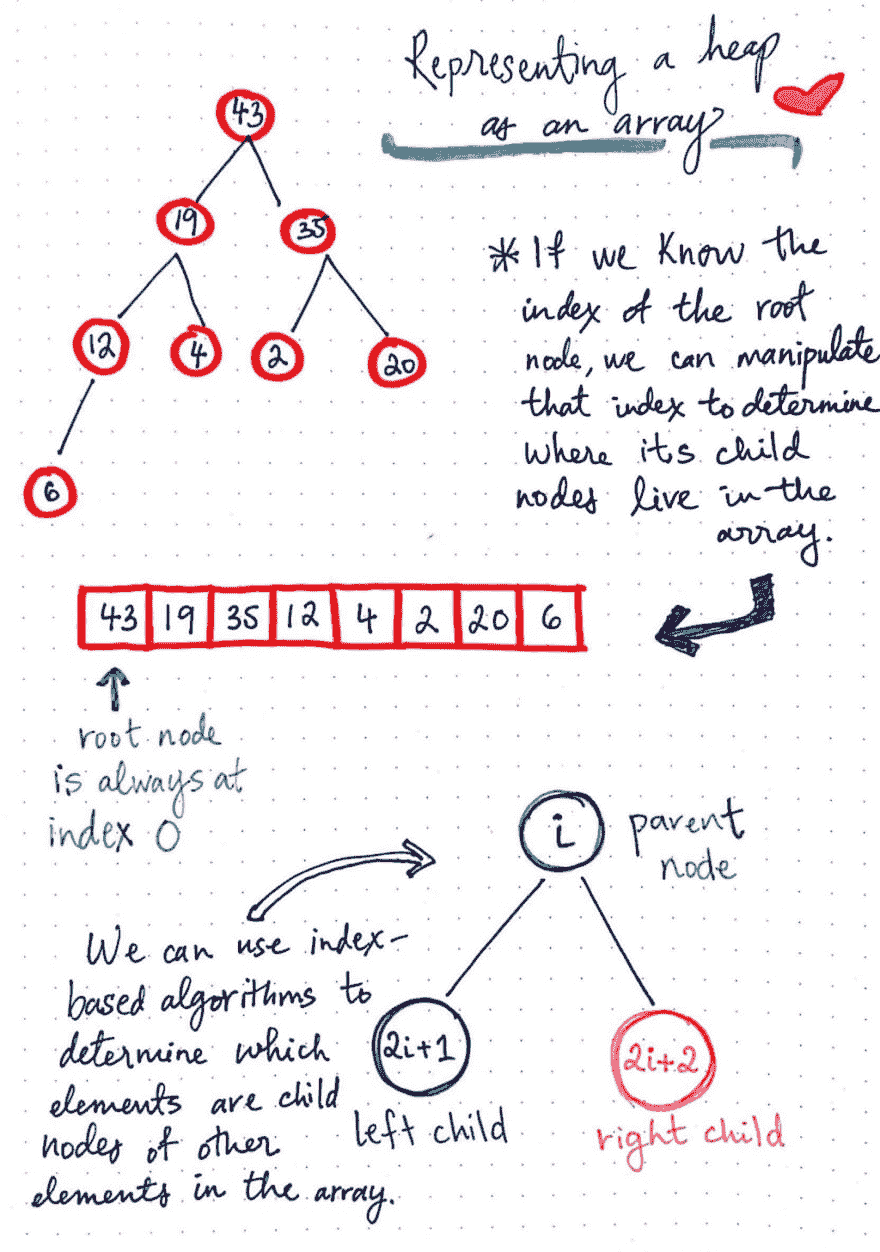 Representing a heap
as an array
43
19
35
12
4
2
20
6
* If we Know the
index of the root
node, we can manipulate
that index to determine
where its child
nodes live in the
array.
43 19 35 12 4 2 20 6
root node
is always at
index 0
i
parent
node
We can use index-
based algorithms to
determine which
elements are child
nodes of other
elements in the array.
2i+1
left child
2i+2
right child